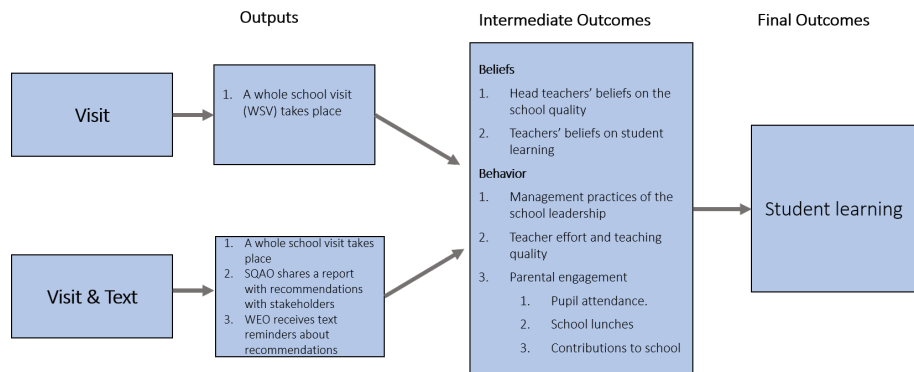 Outputs
Intermediate Outcomes
Final Outcomes
Visit
1. A whole school visit
(WSV) takes place
Visit & Text
1. A whole school visit takes
place
2. SQAO shares a report
with recommendations
with stakeholders
3. WEO receives text
reminders about
recommendations
Beliefs
1. Head teachers' beliefs on the
school quality
2. Teachers' beliefs on student
learning
Behavior
1. Management practices of the
school leadership
2. Teacher effort and teaching
quality
3. Parental engagement
1. Pupil attendance.
2. School lunches
3. Contributions to school
Student learning